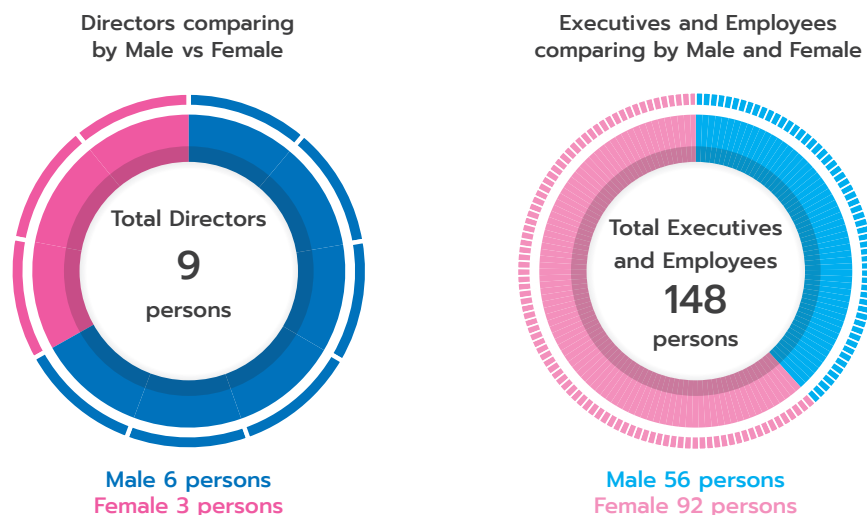 Directors comparing
by Male vs Female
Total Directors
9
persons
Male 6 persons
Female 3 persons
Executives and Employees
comparing by Male and Female
Total Executives
and Employees
148
persons
Male 56 persons
Female 92 persons